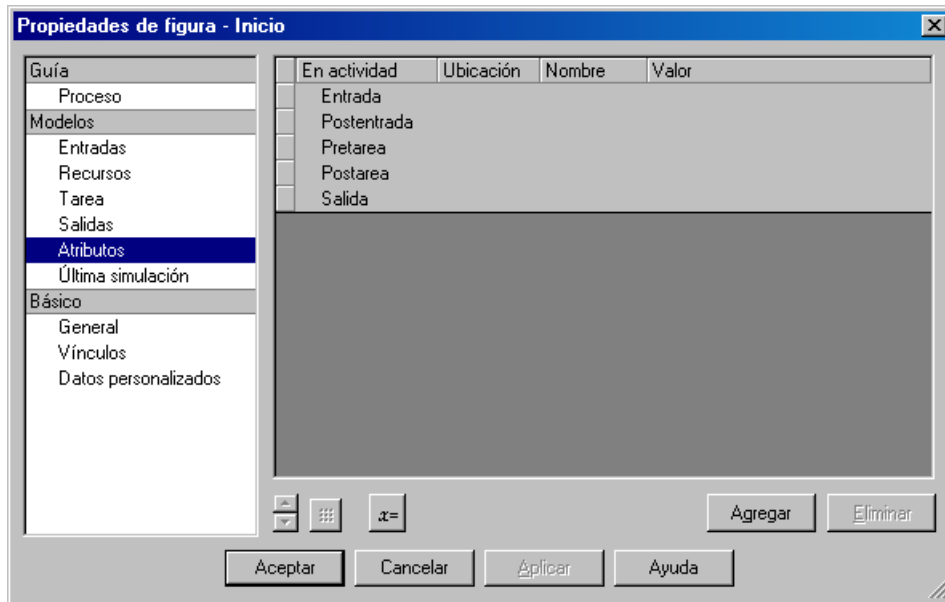 Propiedades de figura - Inicio
Guía
Proceso
Modelos
Entradas
Recursos
Tarea
Salidas
Atributos
Última simulación
Básico
General
Vínculos
Datos personalizados
En actividad Ubicación Nombre Valor
Entrada
Postentrada
Pretarea
Postarea
Salida
x=
Agregar
Eliminar
Aceptar
Cancelar
Aplicar
Ayuda